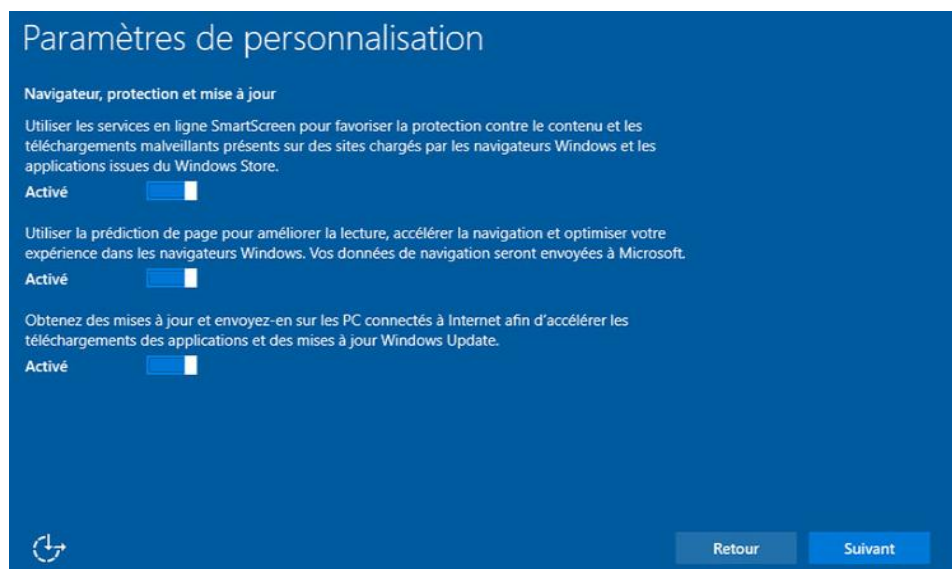 Paramètres de personnalisation
Navigateur, protection et mise à jour
Utiliser les services en ligne SmartScreen pour favoriser la protection contre le contenu et les
téléchargements malveillants présents sur des sites chargés par les navigateurs Windows et les
applications issues du Windows Store.
Activé
Utiliser la prédiction de page pour améliorer la lecture, accélérer la navigation et optimiser votre
expérience dans les navigateurs Windows. Vos données de navigation seront envoyées à Microsoft.
Activé
Obtenez des mises à jour et envoyez-en sur les PC connectés à Internet afin d’accélérer les
téléchargements des applications et des mises à jour Windows Update.
Activé
Retour
Suivant